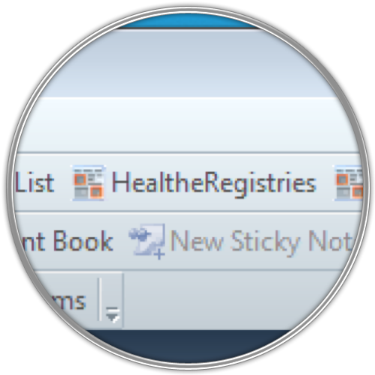 List HealtheRegistries
nt Book New Sticky Not
ms